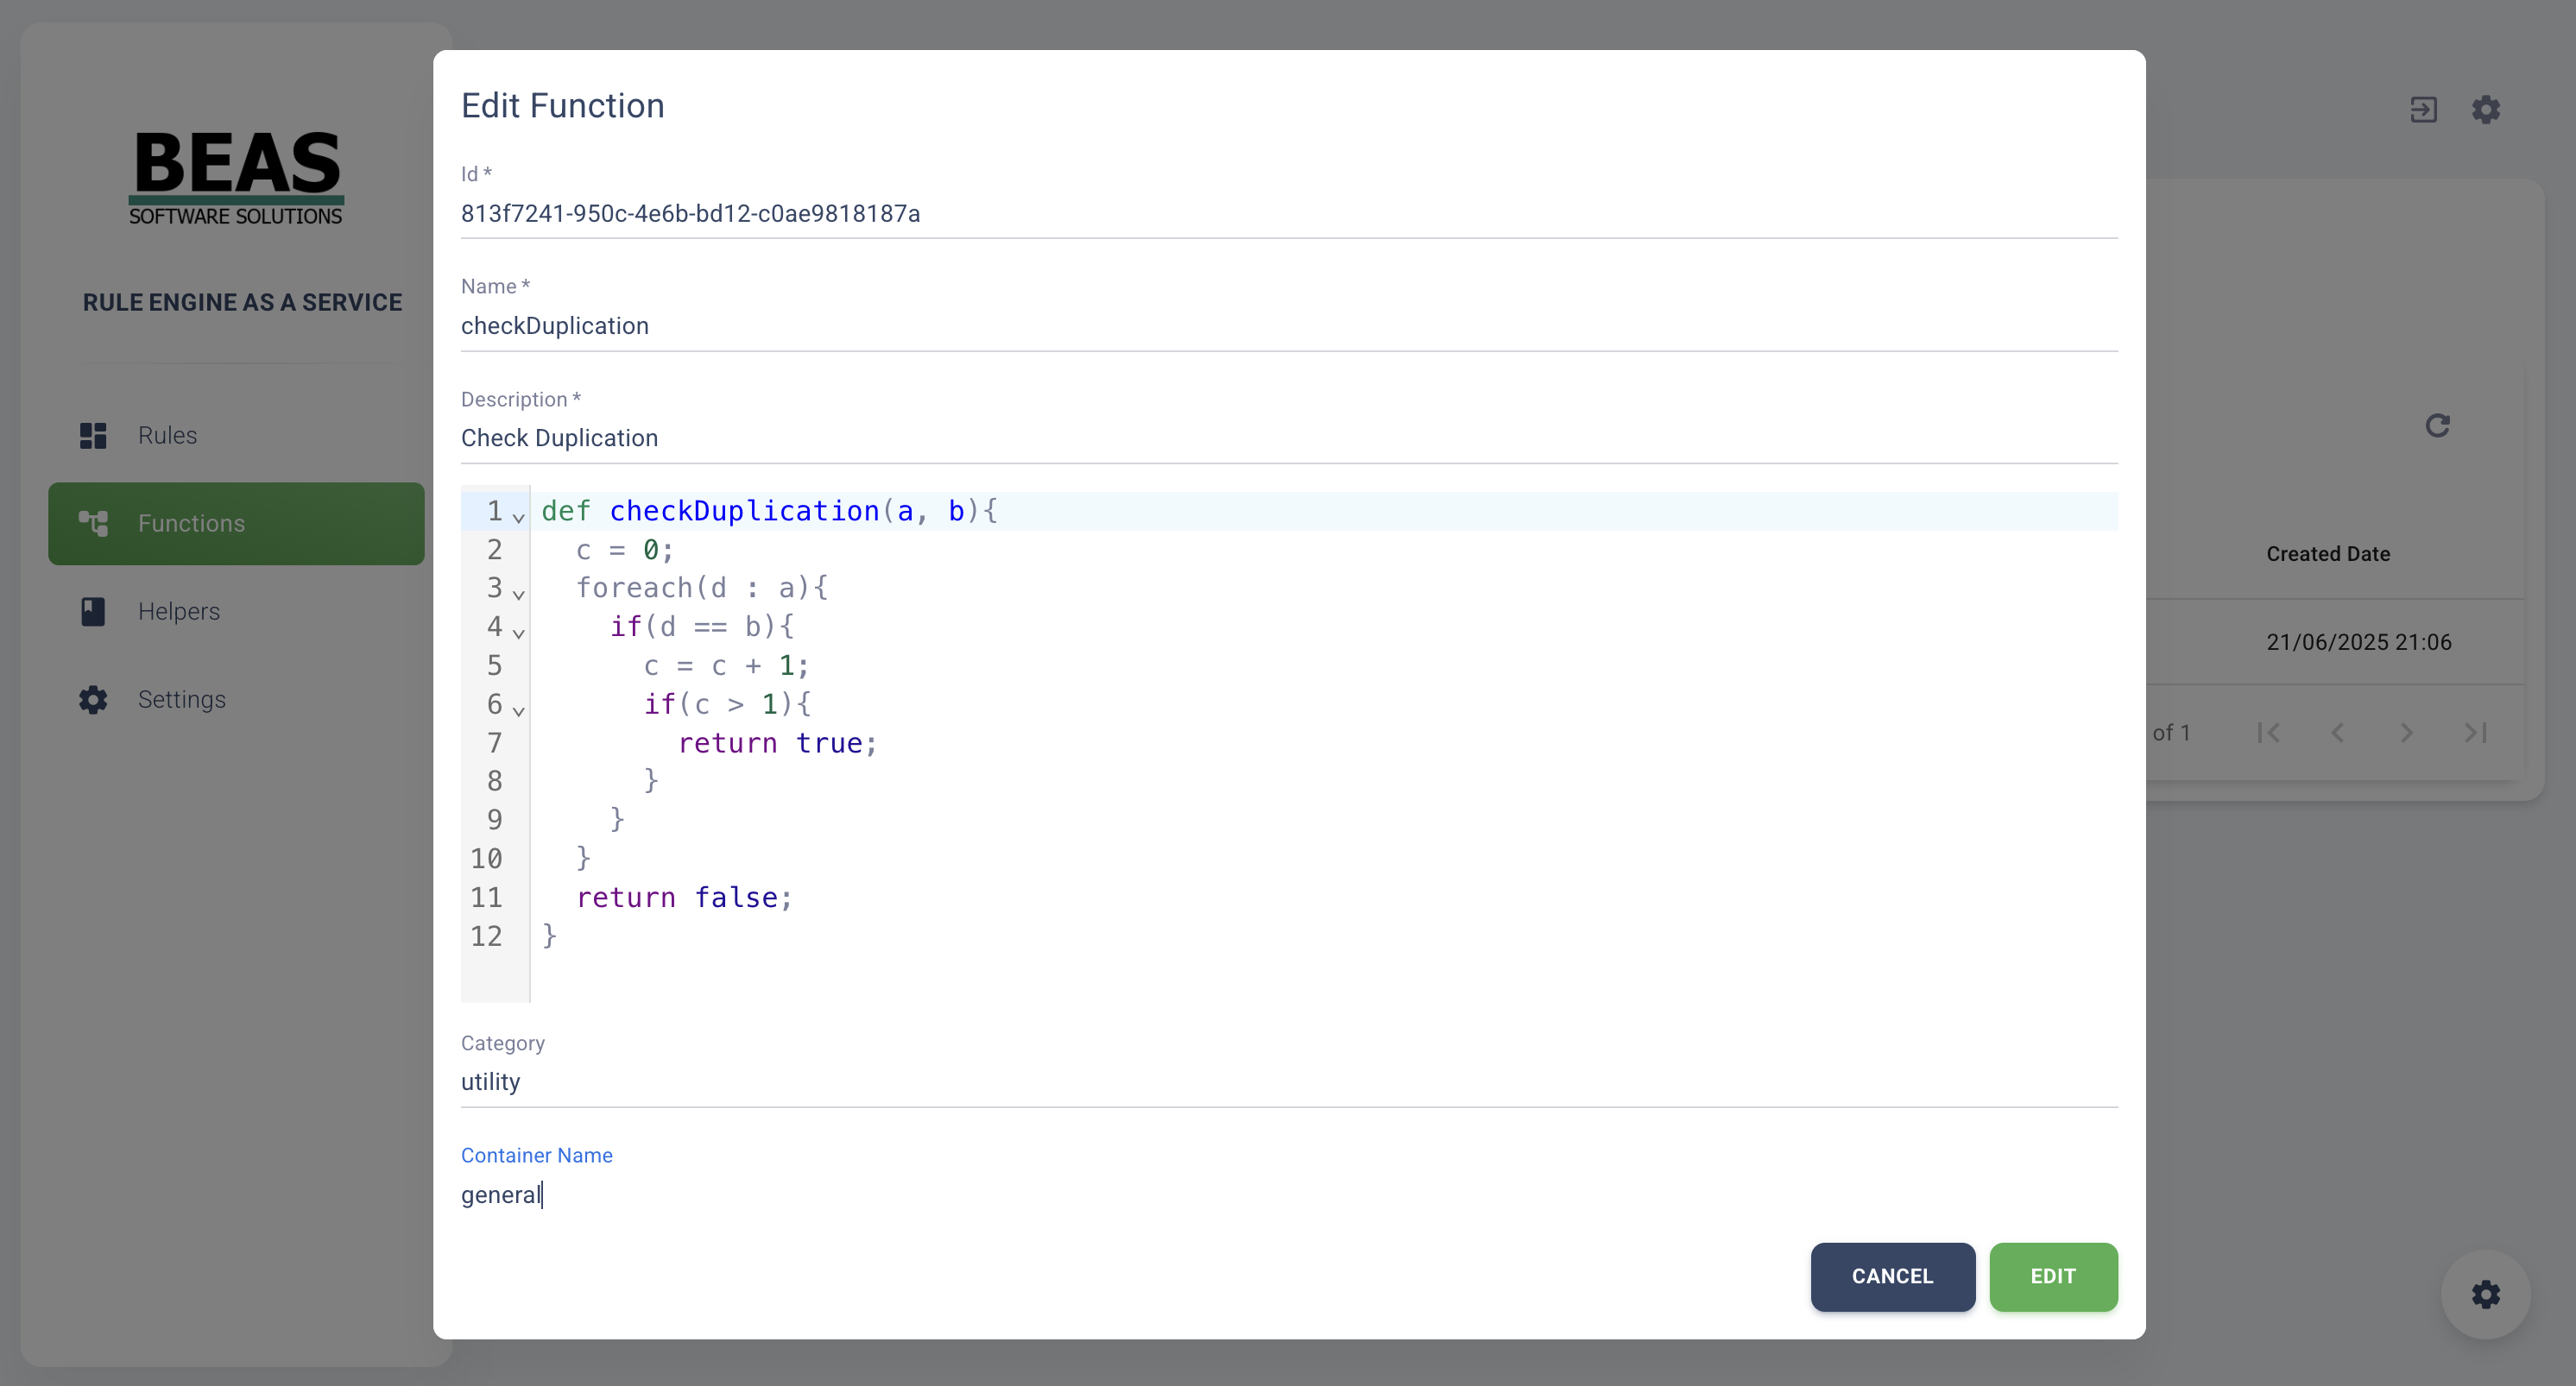 BEAS
SOFTWARE SOLUTIONS
RULE ENGINE AS A SERVICE
Rules
Functions
Helpers
Settings
Edit Function
Id *
813f7241-950c-4e6b-bd12-c0ae9818187a
Name *
checkDuplication
Description *
Check Duplication
1 def checkDuplication(a, b){
2   c = 0;
3   foreach(d : a){
4     if(d == b){
5       c = c + 1;
6       if(c > 1){
7         return true;
8       }
9     }
10   }
11   return false;
12 }
Category
utility
Container Name
general
CANCEL
EDIT
Created Date
21/06/2025 21:06
of 1